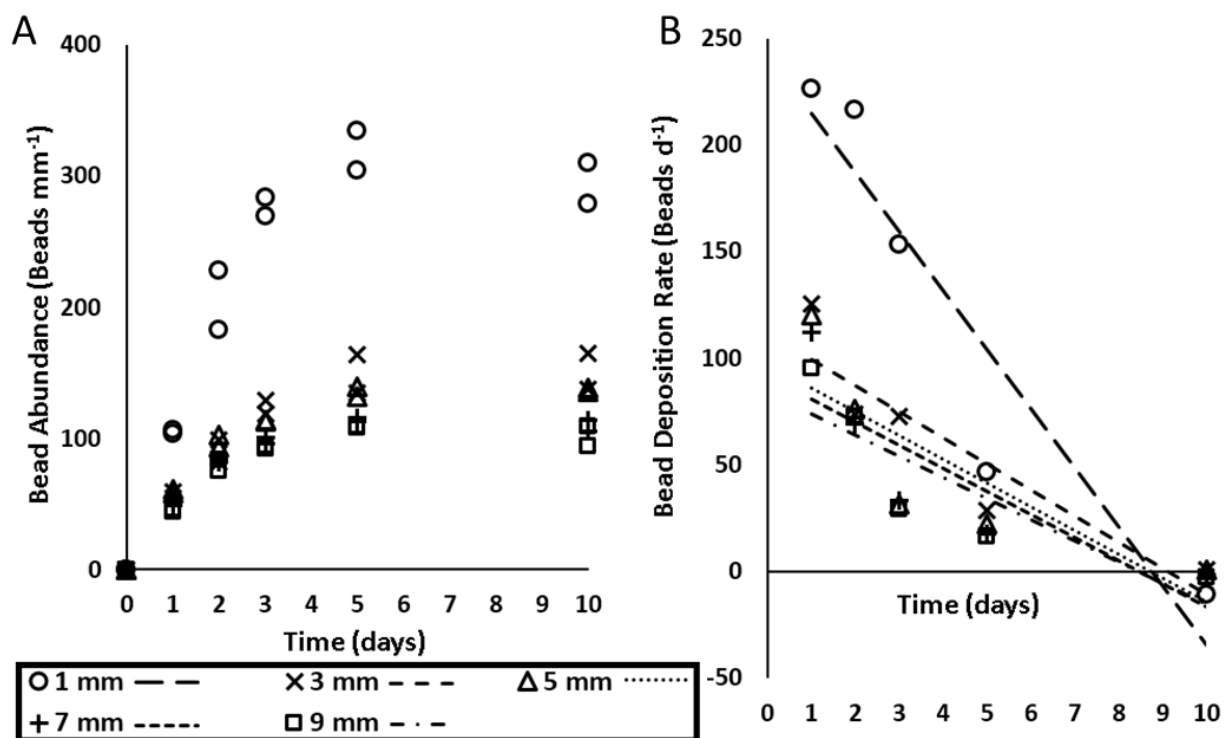 A
Bead Abundance (Beads mm⁻¹)
400
300
200
100
0
0 1 2 3 4 5 6 7 8 9 10
Time (days)
B
Bead Deposition Rate (Beads d⁻¹)
250
200
150
100
50
0
-50
Time (days)
0 1 2 3 4 5 6 7 8 9 10
1 mm 3 mm 5 mm
7 mm 9 mm